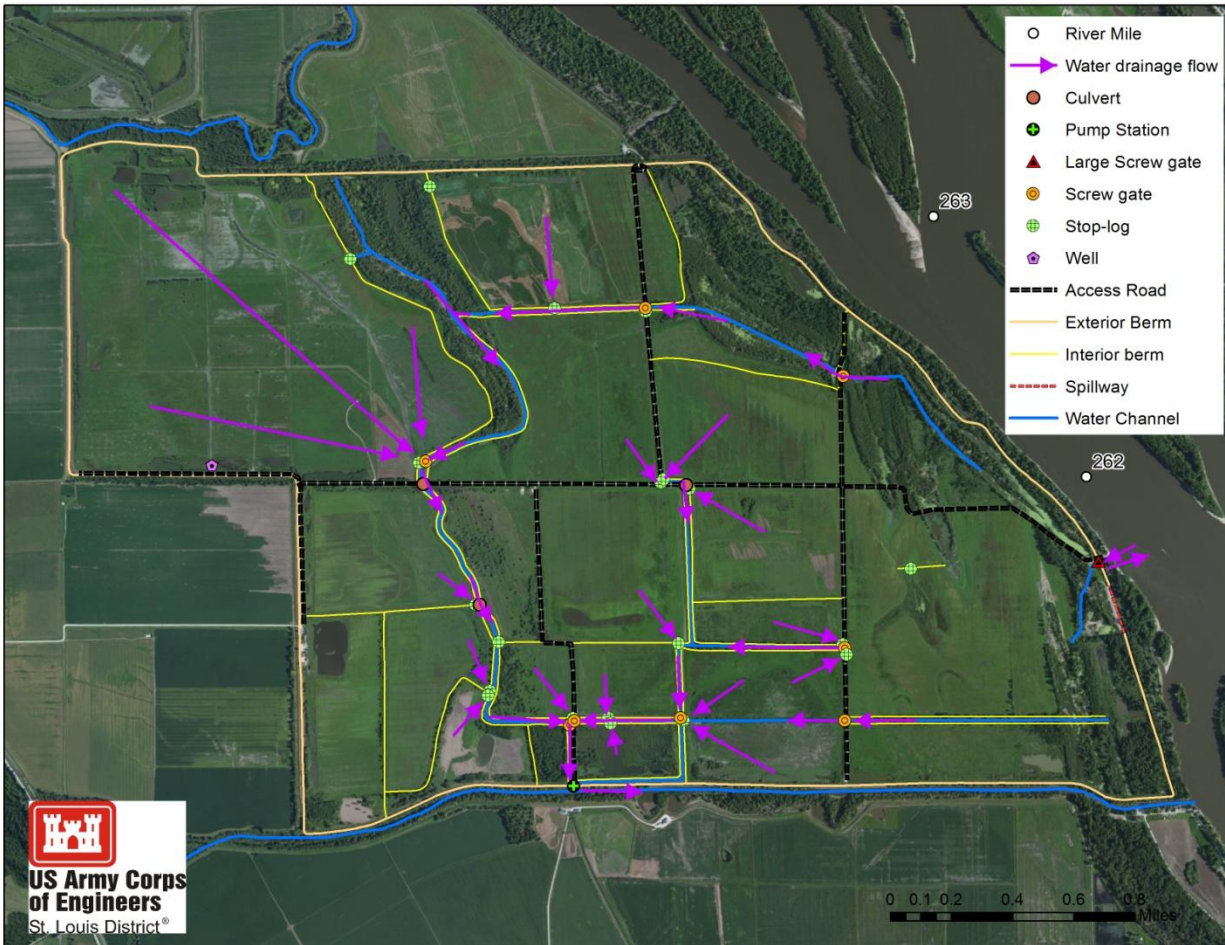 River Mile
Water drainage flow
Culvert
Pump Station
Large Screw gate
Screw gate
Stop-log
Well
Access Road
Exterior Berm
Interior berm
Spillway
Water Channel
263
262
US Army Corps
of Engineers
St. Louis District®
0 0.1 0.2 0.4 0.6 0.8
Miles